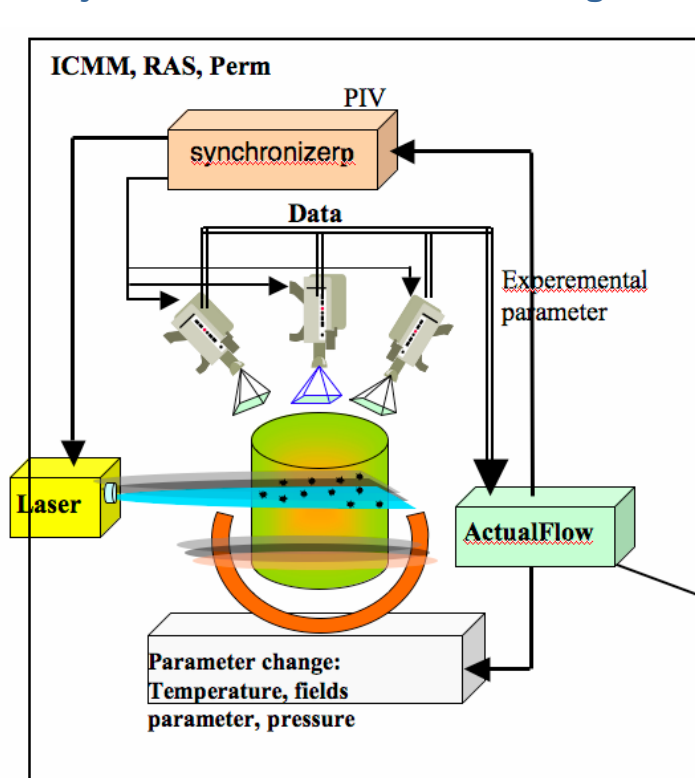 ICMM, RAS, Perm
PIV
synchronizerp
Data
Experemental
parameter
Laser
ActualFlow
Parameter change:
Temperature, fields
parameter, pressure